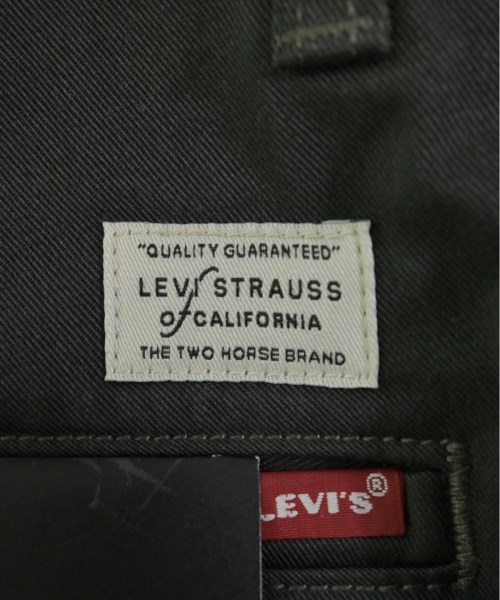 "QUALITY GUARANTEED"
LEVI STRAUSS
of CALIFORNIA
THE TWO HORSE BRAND
LEVI'S®